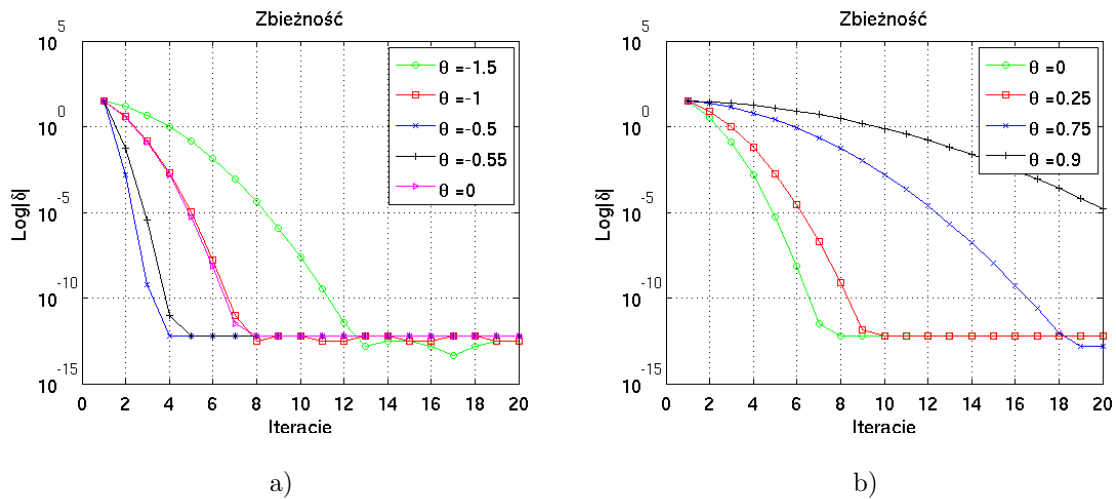 Zbieżność
10^5
10^0
10^-5
10^-10
10^-15
Log|δ|
0 2 4 6 8 10 12 14 16 18 20
Iteracie
θ =-1.5
θ =-1
θ =-0.5
θ =-0.55
θ =0
a)
Zbieżność
10^5
10^0
10^-5
10^-10
10^-15
Log|δ|
0 2 4 6 8 10 12 14 16 18 20
Iteracie
θ =0
θ =0.25
θ =0.75
θ =0.9
b)